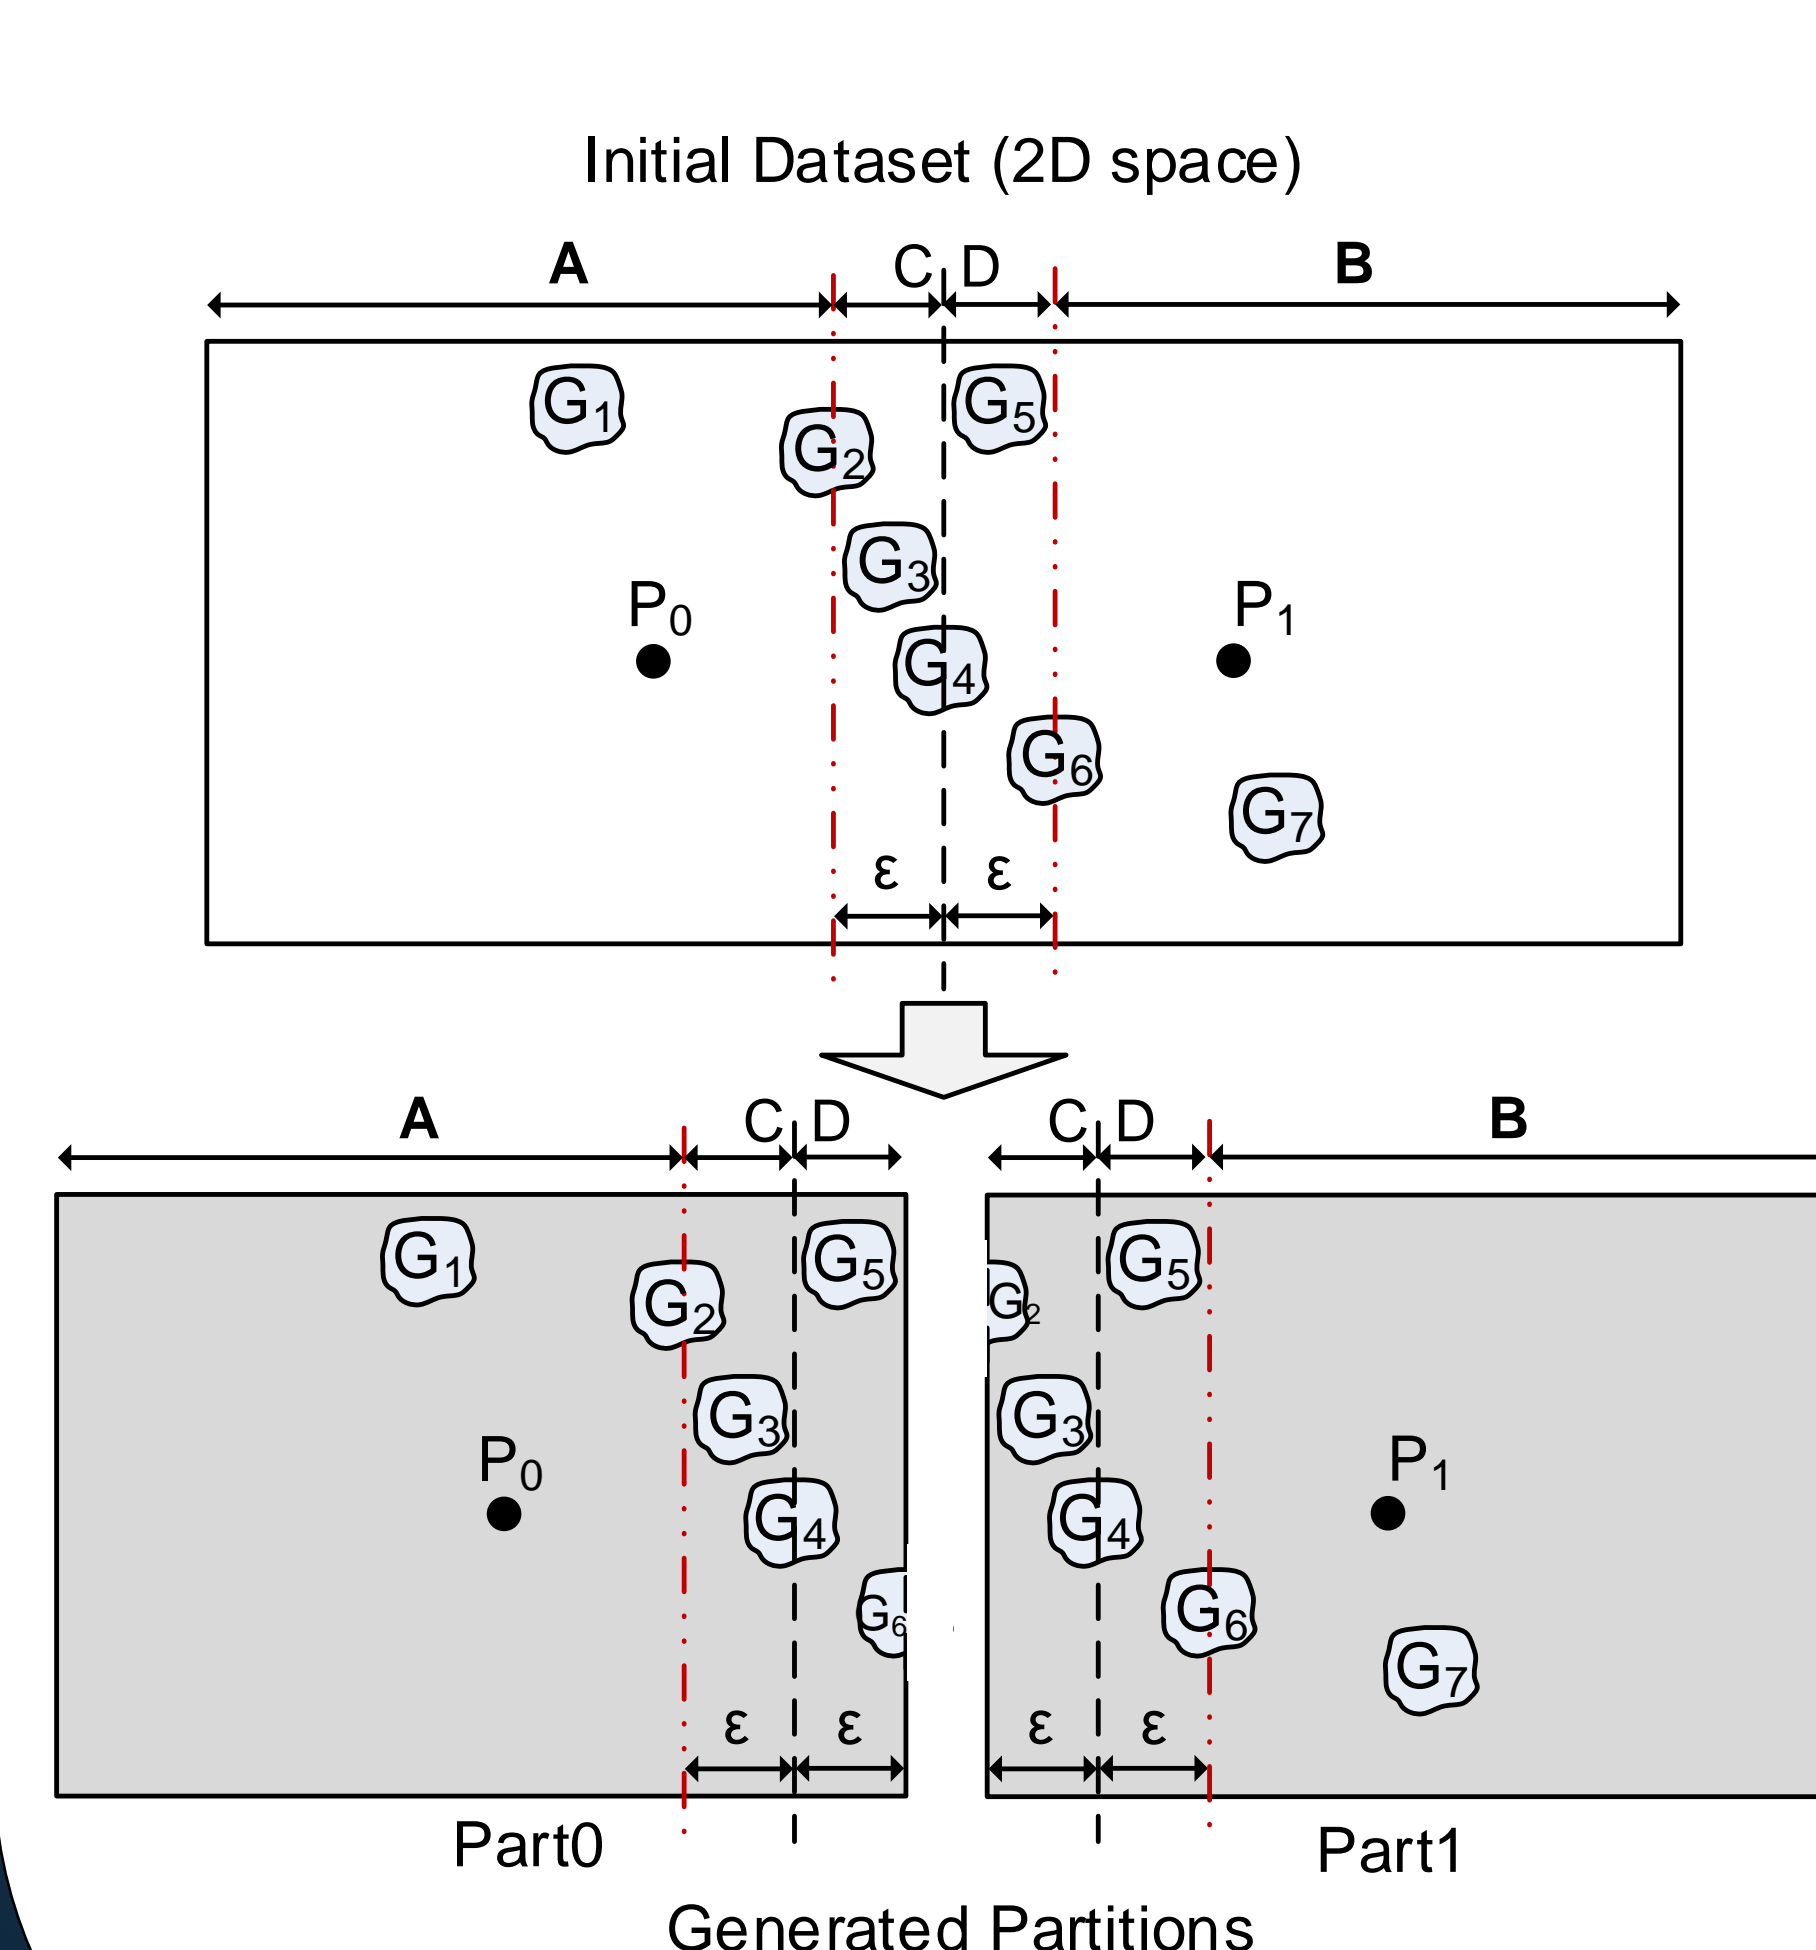 Initial Dataset (2D space)
A C D B
G1 G5
G2
G3
P0 P1
G4
G6
G7
ε ε
A C D C D B
G1 G5 G5
G2 G2
G3 G3
P0 P1
G4 G4
G6 G6
G7
ε ε ε ε
Part0 Part1
Generated Partitions